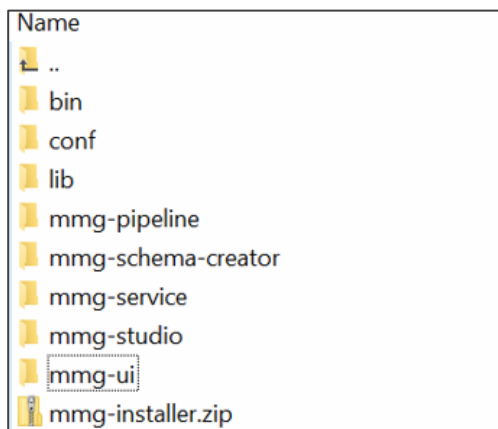 Name
..
bin
conf
lib
mmg-pipeline
mmg-schema-creator
mmg-service
mmg-studio
mmg-ui
mmg-installer.zip